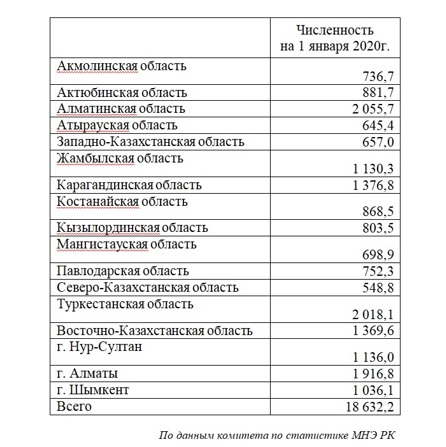 Численность
на 1 января 2020г.
Акмолинская область
736,7
Актюбинская область 881,7
Алматинская область 2 055,7
Атырауская область 645,4
Западно-Казахстанская область 657,0
Жамбылская область
1 130,3
Карагандинская область 1 376,8
Костанайская область
868,5
Кызылординская область 803,5
Мангистауская область
698,9
Павлодарская область 752,3
Северо-Казахстанская область 548,8
Туркестанская область
2 018,1
Восточно-Казахстанская область 1 369,6
г. Нур-Султан
1 136,0
г. Алматы 1 916,8
г. Шымкент 1 036,1
Всего 18 632,2
По данным комитета по статистике МНЭ РК